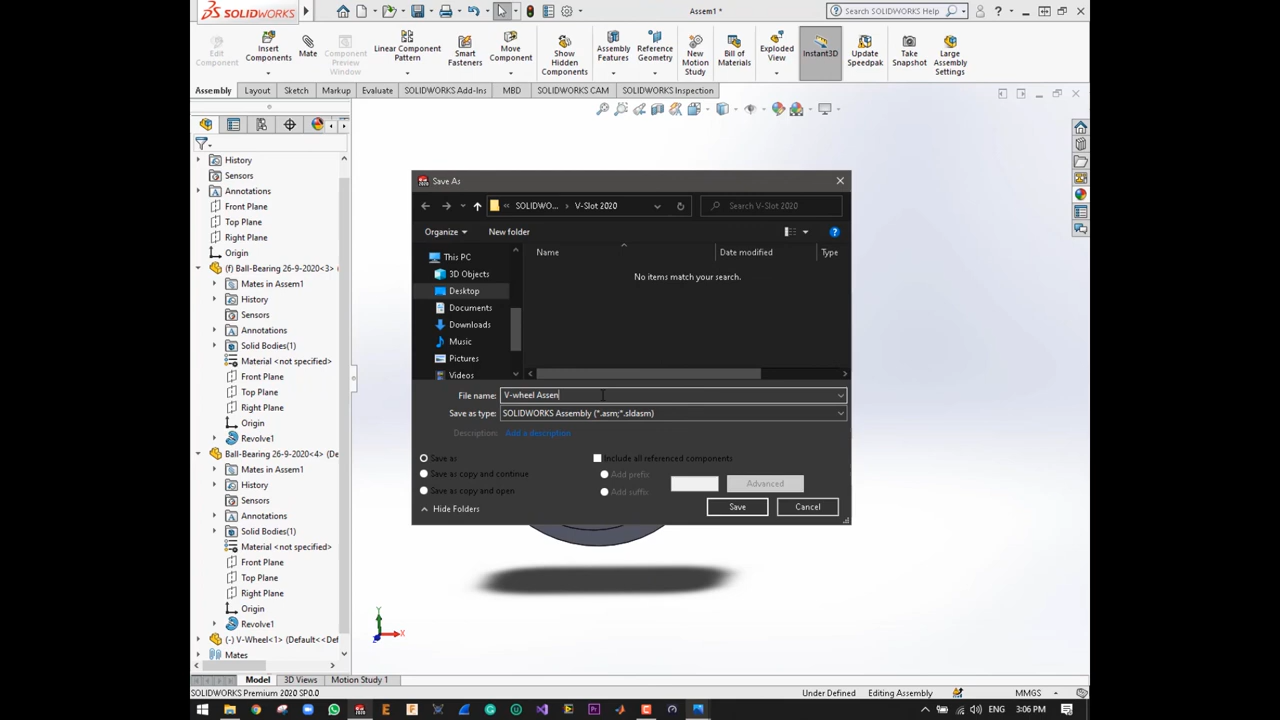 SOLIDWORKS
Assem1 *
Search SOLIDWORKS Help
Edit Component
Insert Components
Mate
Component Preview Window
Linear Component Pattern
Smart Fasteners
Move Component
Show Hidden Components
Assembly Features
Reference Geometry
New Motion Study
Bill of Materials
Exploded View
Instant3D
Update Speedpak
Take Snapshot
Large Assembly Settings
Assembly
Layout
Sketch
Markup
Evaluate
SOLIDWORKS Add-Ins
MBD
SOLIDWORKS CAM
SOLIDWORKS Inspection
History
Sensors
Annotations
Front Plane
Top Plane
Right Plane
Origin
(f) Ball-Bearing 26-9-2020<3> (
Mates in Assem1
History
Sensors
Annotations
Solid Bodies(1)
Material <not specified>
Front Plane
Top Plane
Right Plane
Origin
Revolve1
Ball-Bearing 26-9-2020<4> (De
Mates in Assem1
History
Sensors
Annotations
Solid Bodies(1)
Material <not specified>
Front Plane
Top Plane
Right Plane
Origin
Revolve1
(-) V-Wheel<1> (Default<<Def
Mates
Save As
« SOLIDWO... › V-Slot 2020
Search V-Slot 2020
Organize
New folder
This PC
3D Objects
Desktop
Documents
Downloads
Music
Pictures
Videos
Name
Date modified
Type
No items match your search.
File name: V-wheel Assen
Save as type: SOLIDWORKS Assembly (*.asm;*.sldasm)
Description: Add a description
Save as
Save as copy and continue
Save as copy and open
Include all referenced components
Add prefix
Add suffix
Advanced
Hide Folders
Save
Cancel
Y
X
Z
Model
3D Views
Motion Study 1
SOLIDWORKS Premium 2020 SP0.0
Under Defined
Editing Assembly
MMGS
ENG
3:06 PM